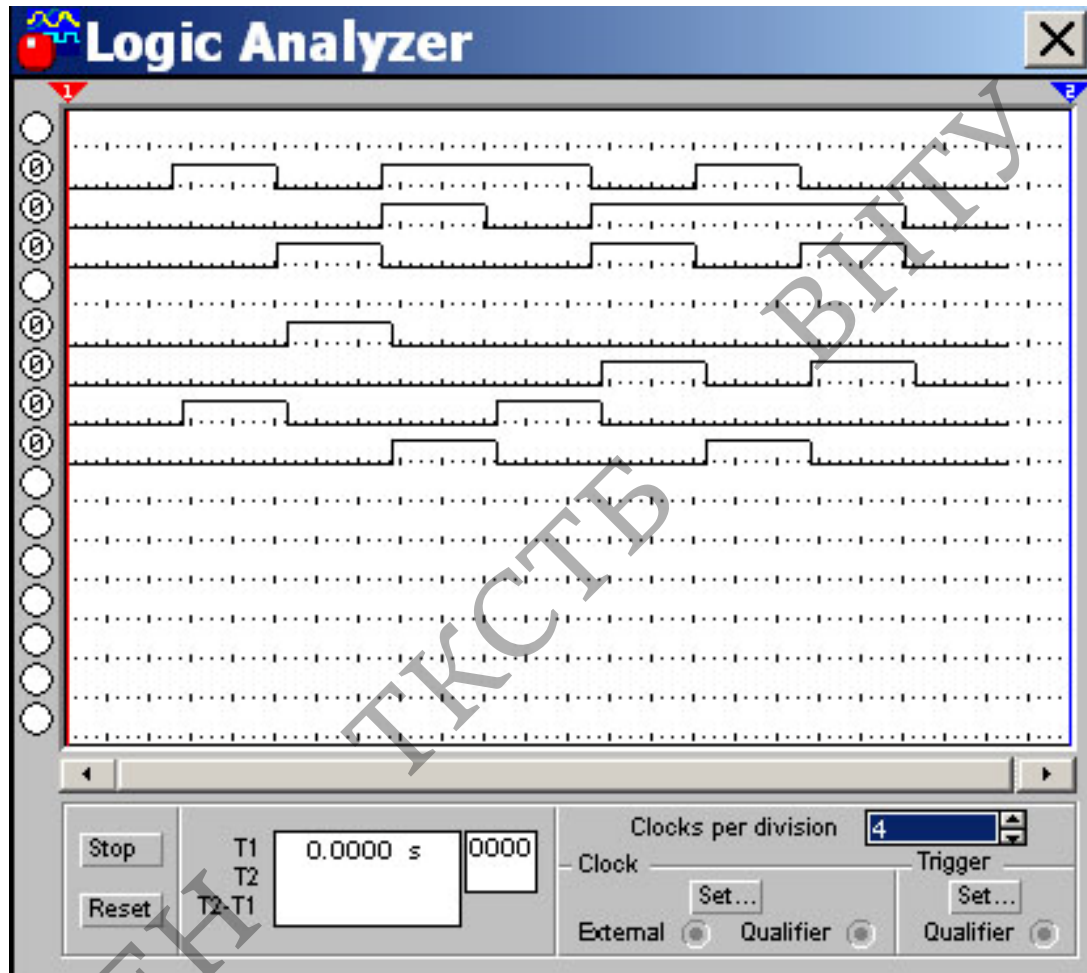 Logic Analyzer
1
2
0
0
0
0
0
0
0
ВНТУ
ТКСТБ
Stop
Reset
T1
T2
T2-T1
0.0000 s
0000
Clocks per division
4
Clock
Set...
External
Qualifier
Trigger
Set...
Qualifier